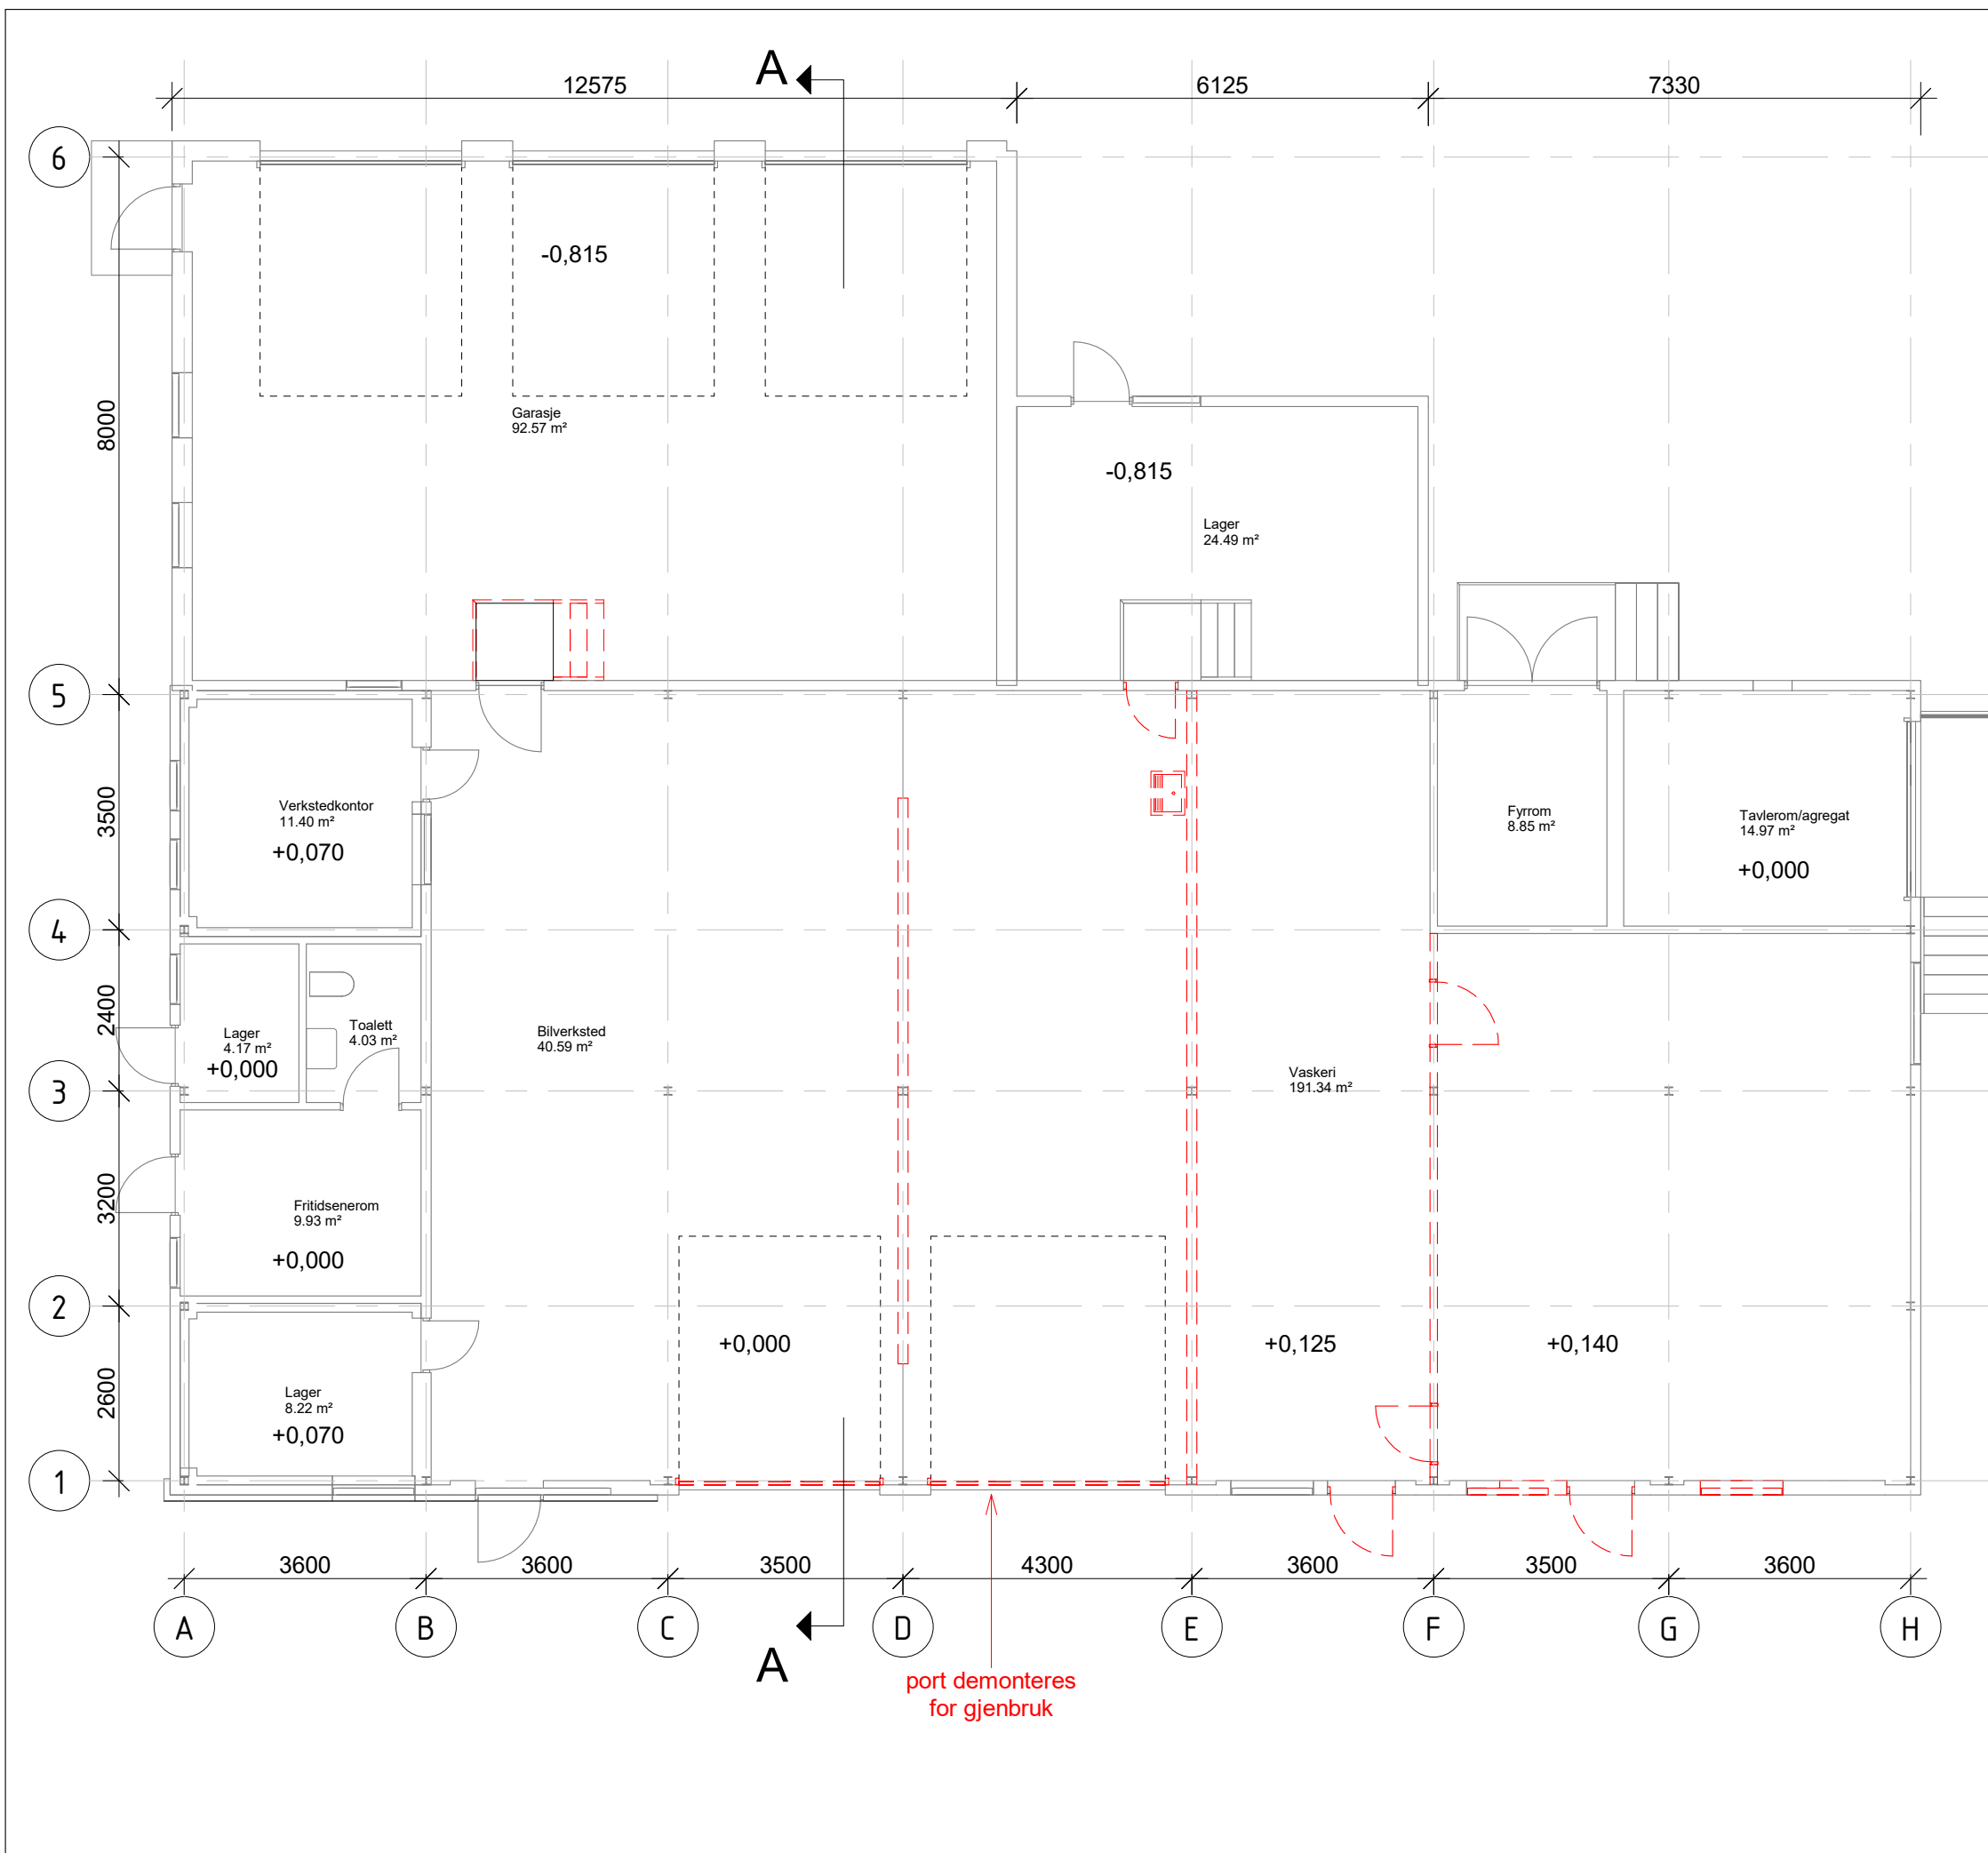 A
12575
6125
7330
6
-0,815
8000
Garasje
92.57 m²
-0,815
Lager
24.49 m²
5
3500
Verkstedkontor
11.40 m²
+0,070
Fyrrom
8.85 m²
Tavlerom/agregat
14.97 m²
+0,000
4
2400
Lager
4.17 m²
+0,000
Toalett
4.03 m²
Bilverksted
40.59 m²
Vaskeri
191.34 m²
3
3200
Fritidsenerom
9.93 m²
+0,000
2
+0,000
+0,125
+0,140
2600
Lager
8.22 m²
+0,070
1
3600
3600
3500
4300
3600
3500
3600
A
B
C
D
E
F
G
H
A
port demonteres
for gjenbruk